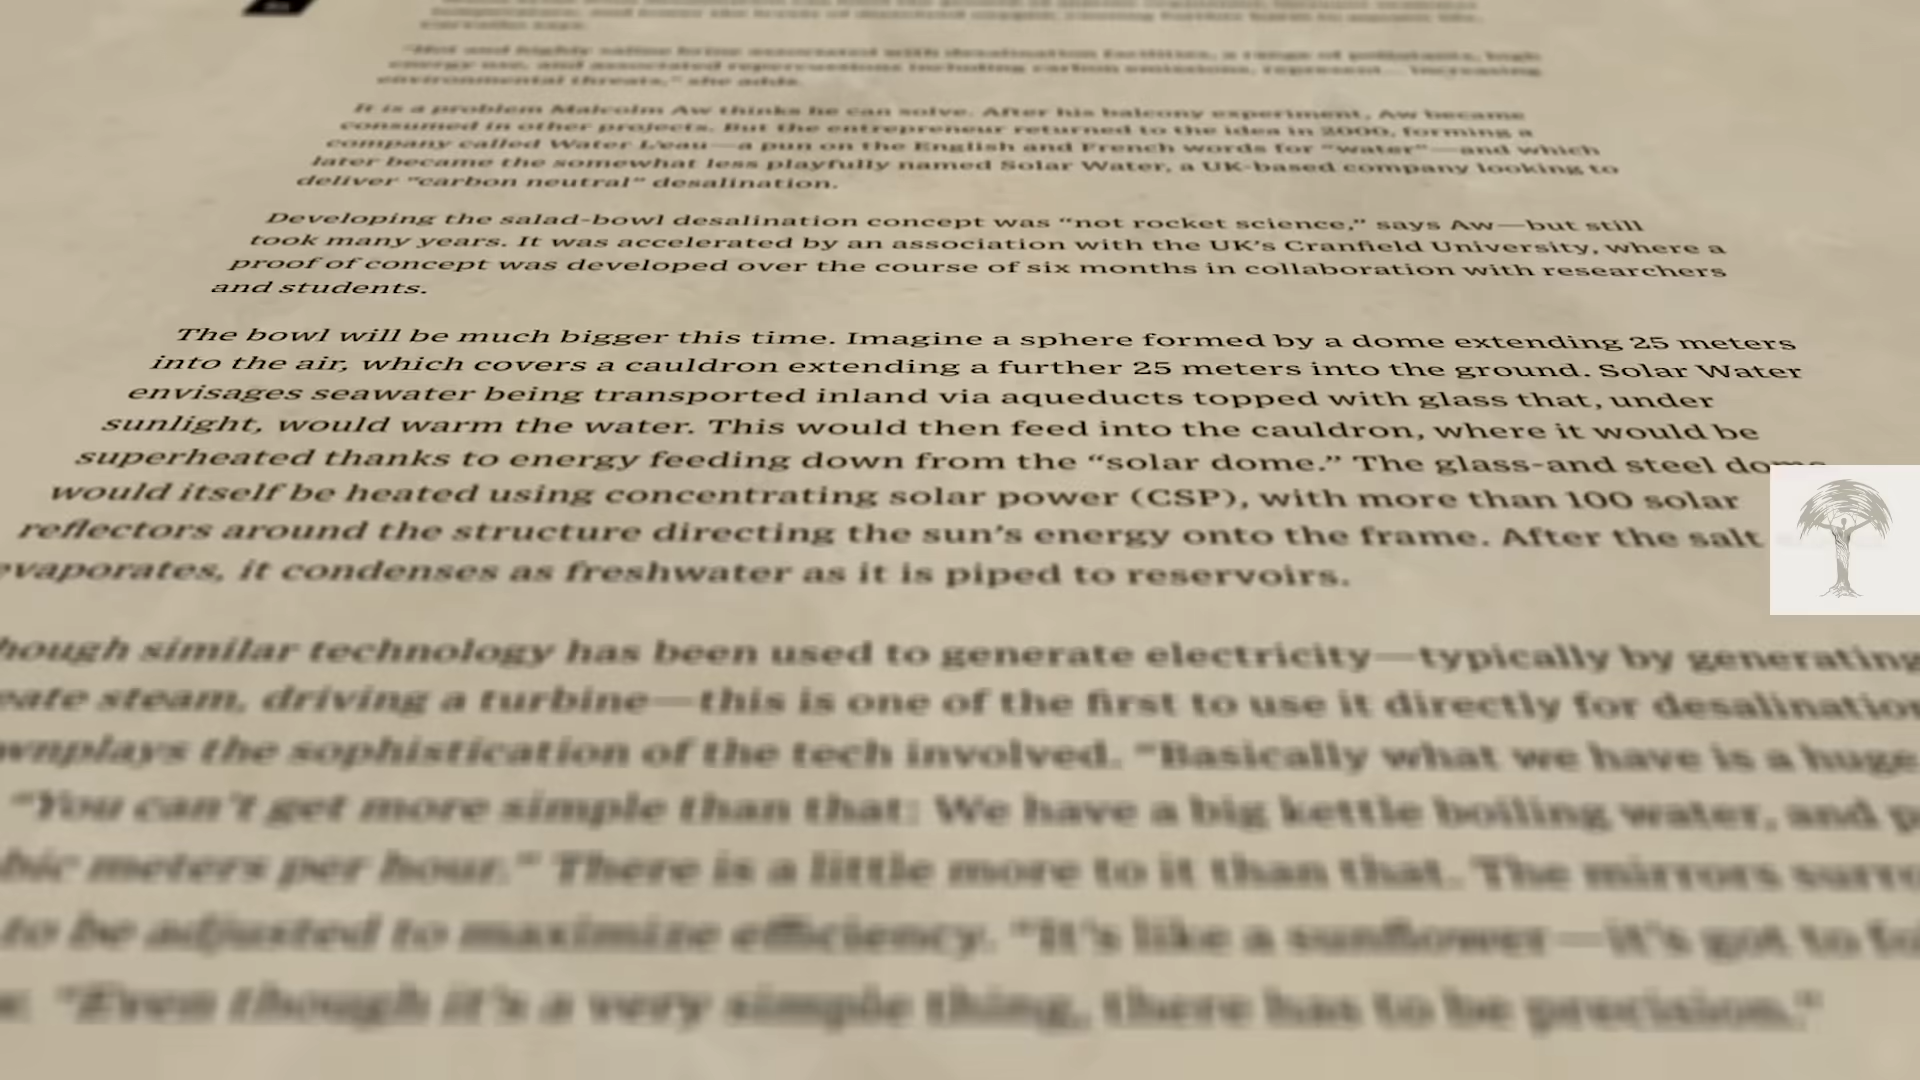 "Hot and highly saline brine associated with desalination facilities, a range of pollutants, high
energy use, and associated repercussions including carbon emissions, represent... increasing
environmental threats," she adds.
It is a problem Malcolm Aw thinks he can solve. After his balcony experiment, Aw became
consumed in other projects. But the entrepreneur returned to the idea in 2000, forming a
company called Water L'eau—a pun on the English and French words for "water"—and which
later became the somewhat less playfully named Solar Water, a UK-based company looking to
deliver "carbon neutral" desalination.
Developing the salad-bowl desalination concept was “not rocket science,” says Aw—but still
took many years. It was accelerated by an association with the UK’s Cranfield University, where a
proof of concept was developed over the course of six months in collaboration with researchers
and students.
The bowl will be much bigger this time. Imagine a sphere formed by a dome extending 25 meters
into the air, which covers a cauldron extending a further 25 meters into the ground. Solar Water
envisages seawater being transported inland via aqueducts topped with glass that, under
sunlight, would warm the water. This would then feed into the cauldron, where it would be
superheated thanks to energy feeding down from the “solar dome.” The glass-and steel dome
would itself be heated using concentrating solar power (CSP), with more than 100 solar
reflectors around the structure directing the sun’s energy onto the frame. After the salt
evaporates, it condenses as freshwater as it is piped to reservoirs.
hough similar technology has been used to generate electricity—typically by generating
eate steam, driving a turbine—this is one of the first to use it directly for desalination
wnplays the sophistication of the tech involved. "Basically what we have is a huge
"You can't get more simple than that: We have a big kettle boiling water, and
bic meters per hour." There is a little more to it than that. The mirrors
to be adjusted to maximize efficiency. "It's like a sunflower—it's got to
"Even though it's a very simple thing, there has to be precision."